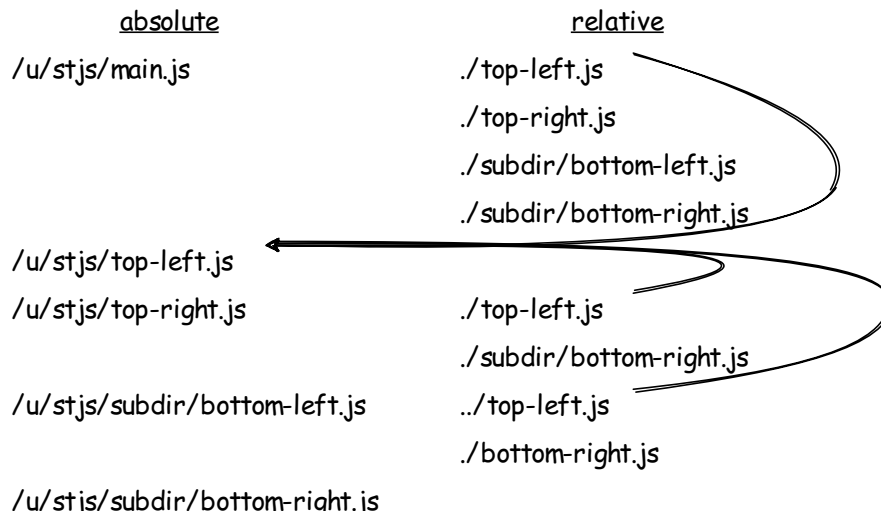 absolute relative
/u/stjs/main.js ./top-left.js
./top-right.js
./subdir/bottom-left.js
./subdir/bottom-right.js
/u/stjs/top-left.js
/u/stjs/top-right.js ./top-left.js
./subdir/bottom-right.js
/u/stjs/subdir/bottom-left.js ../top-left.js
./bottom-right.js
/u/stjs/subdir/bottom-right.js